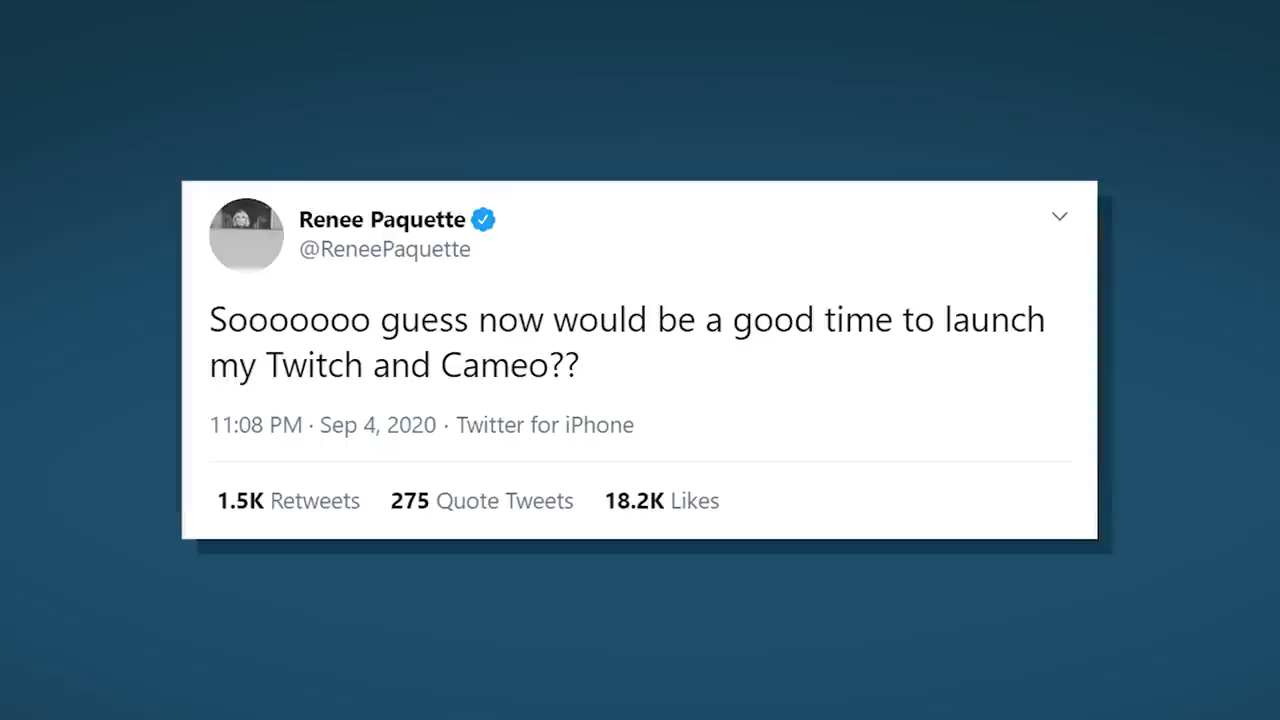 Renee Paquette
@ReneePaquette
Sooooooo guess now would be a good time to launch
my Twitch and Cameo??
11:08 PM · Sep 4, 2020 · Twitter for iPhone
1.5K Retweets 275 Quote Tweets 18.2K Likes